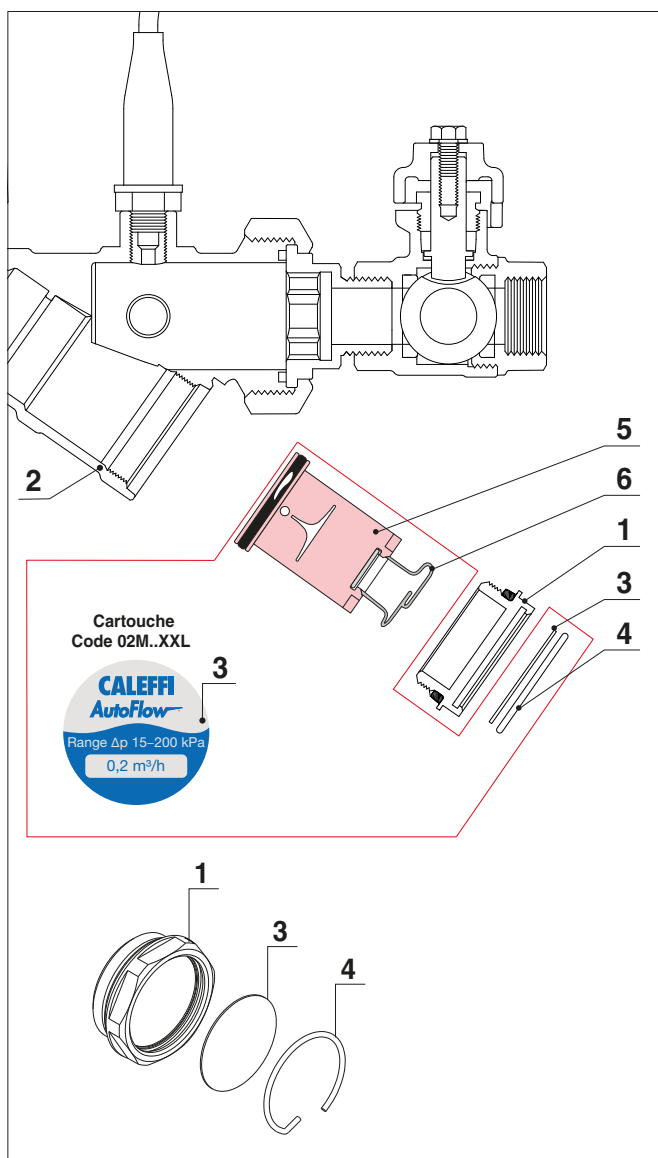 2
5
6
1
3
4
Cartouche
Code 02M..XXL
3
CALEFFI
AutoFlow
Range Δp 15–200 kPa
0,2 m³/h
1
3
4